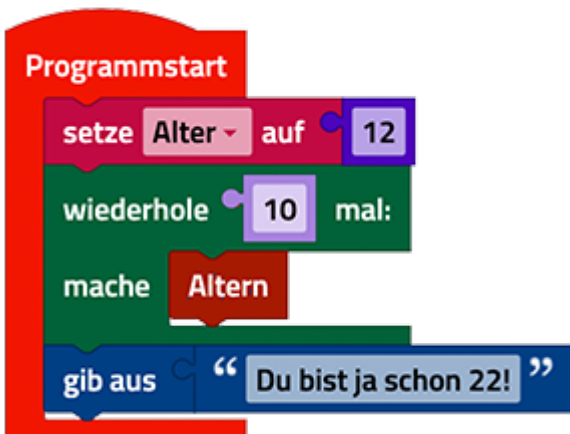 Programmstart
setze Alter auf 12
wiederhole 10 mal:
mache Altern
gib aus “ Du bist ja schon 22! ”